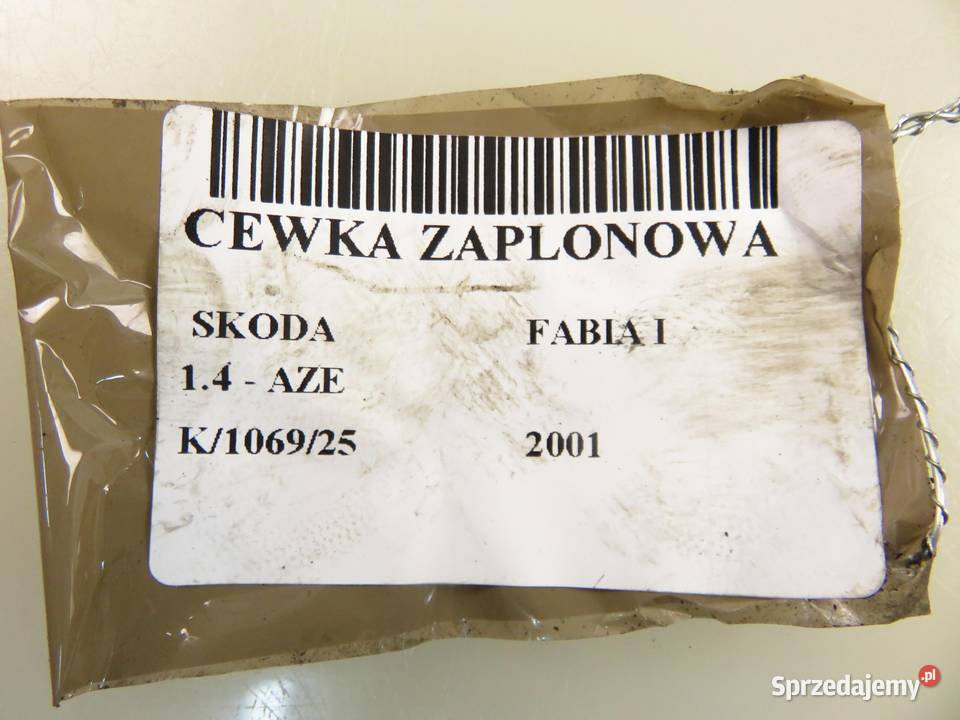 CEWKA ZAPLONOWA
SKODA FABIA I
1.4 - AZE
K/1069/25 2001
Sprzedajemy.pl